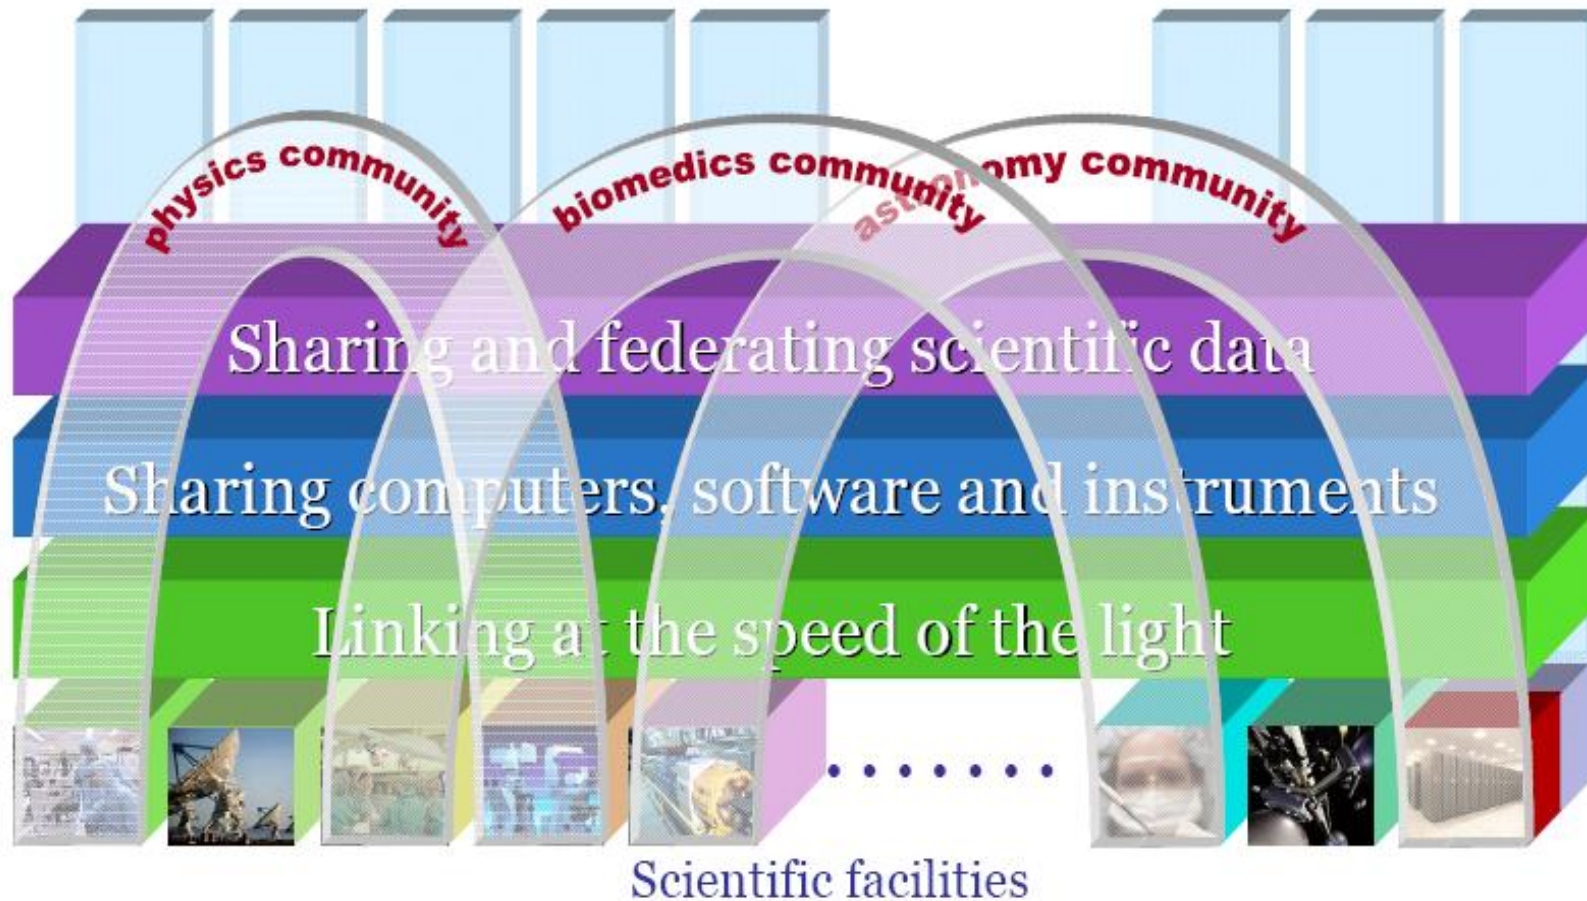 physics community
biomedics community
astronomy community
Sharing and federating scientific data
Sharing computers, software and instruments
Linking at the speed of the light
Scientific facilities